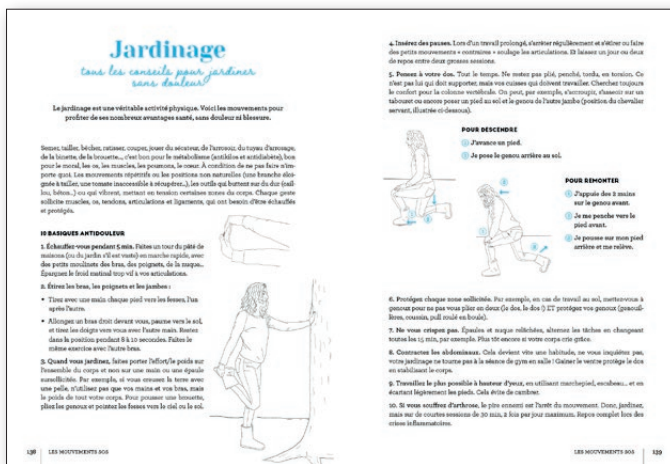 Jardinage
tous les conseils pour jardiner
sans douleur
Le jardinage est une véritable activité physique. Voici les mouvements pour
profiter de ses nombreux avantages santé, sans douleur ni blessure.
Semer, tailler, bêcher, ratisser, couper, jouer du sécateur, de l'arrosoir, du tuyau d'arrosage,
de la binette, de la brouette..., c'est bon pour le métabolisme (antikilos et antidiabète), bon
pour le moral, les os, les muscles, les poumons, le cœur. À condition de ne pas faire n'im-
porte quoi. Les mouvements répétitifs ou les positions non naturelles (une branche éloi-
gnée à tailler, une tomate inaccessible à récupérer...), les outils qui buttent sur du dur (cail-
lou, béton...) ou qui vibrent, mettent en tension certaines zones du corps. Chaque geste
sollicite muscles, os, tendons, articulations et ligaments, qui ont besoin d'être échauffés
et protégés.
10 BASIQUES ANTIDOULEUR
1. Échauffez-vous pendant 5 min. Faites un tour du pâté de
maisons (ou du jardin s'il est vaste) en marche rapide, avec
des petits moulinets des bras, des poignets, de la nuque...
Épargnez le froid matinal trop vif à vos articulations.
2. Étirez les bras, les poignets et les jambes :
• Tirez avec une main chaque pied vers les fesses, l'un
après l'autre.
• Allongez un bras droit devant vous, paume vers le sol,
et tirez les doigts vers vous avec l'autre main. Restez
dans la position pendant 8 à 10 secondes. Faites le
même exercice avec l'autre bras.
3. Quand vous jardinez, faites porter l'effort/le poids sur
l'ensemble du corps et non sur une main ou une épaule
sursollicitée. Par exemple, si vous creusez la terre avec
une pelle, n'utilisez pas que vos mains et vos bras, mais
le poids de tout votre corps. Pour pousser une brouette,
pliez les genoux et pointez les fesses vers le ciel ou le sol.
138 LES MOUVEMENTS SOS
4. Insérez des pauses. Lors d'un travail prolongé, s'arrêter régulièrement et s'étirer ou faire
des petits mouvements « contraires » soulage les articulations. Et laissez un jour ou deux
de repos entre deux grosses sessions.
5. Pensez à votre dos. Tout le temps. Ne restez pas plié, penché, tordu, en torsion. Ce
n'est pas lui qui doit supporter, mais vos cuisses qui doivent travailler. Cherchez toujours
le confort pour la colonne vertébrale. On peut, par exemple, s'accroupir, s'asseoir sur un
tabouret ou encore poser un pied au sol et le genou de l'autre jambe (position du chevalier
servant, illustrée ci-dessous).
POUR DESCENDRE
1 J'avance un pied.
2 Je pose le genou arrière au sol.
POUR REMONTER
1 J'appuie des 2 mains
sur le genou avant.
2 Je me penche vers le
pied avant.
3 Je pousse sur mon pied
arrière et me relève.
6. Protégez chaque zone sollicitée. Par exemple, en cas de travail au sol, mettez-vous à
genoux pour ne pas vous plier en deux (le dos, le dos !) ET protégez vos genoux (genouil-
lères, coussin, pull roulé en boule).
7. Ne vous crispez pas. Épaules et nuque relâchées, alternez les tâches en changeant
toutes les 15 min, par exemple. Plus tôt encore si votre corps crie grâce.
8. Contractez les abdominaux. Cela devient vite une habitude, ne vous inquiétez pas,
votre jardinage ne tourne pas à la séance de gym en salle ! Gainer le ventre protège le dos
en stabilisant le corps.
9. Travaillez le plus possible à hauteur d'yeux, en utilisant marchepied, escabeau... et en
écartant légèrement les pieds. Cela évite de cambrer.
10. Si vous souffrez d'arthrose, le pire ennemi est l'arrêt du mouvement. Donc, jardinez,
mais sur de courtes sessions de 30 min, 2 fois par jour maximum. Repos complet lors des
crises inflammatoires.
LES MOUVEMENTS SOS 139